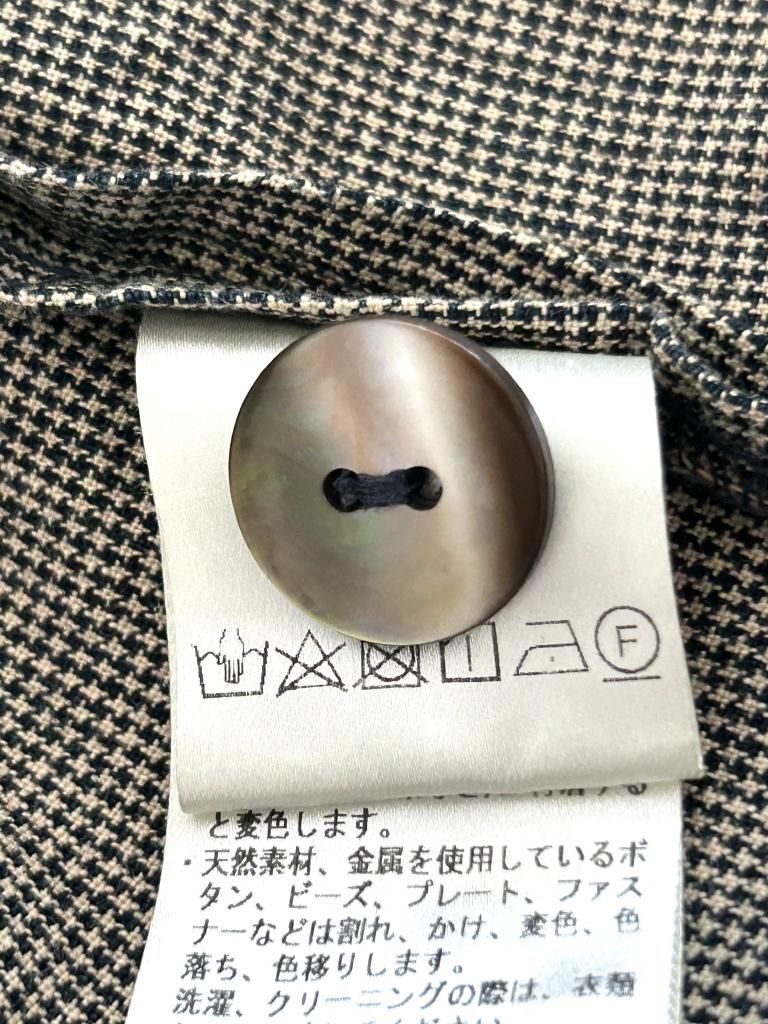 F
と変色します。
・天然素材、金属を使用しているボ
タン、ビーズ、プレート、ファス
ナーなどは割れ、かけ、変色、色
落ち、色移りします。
洗濯、クリーニングの際は、衣類